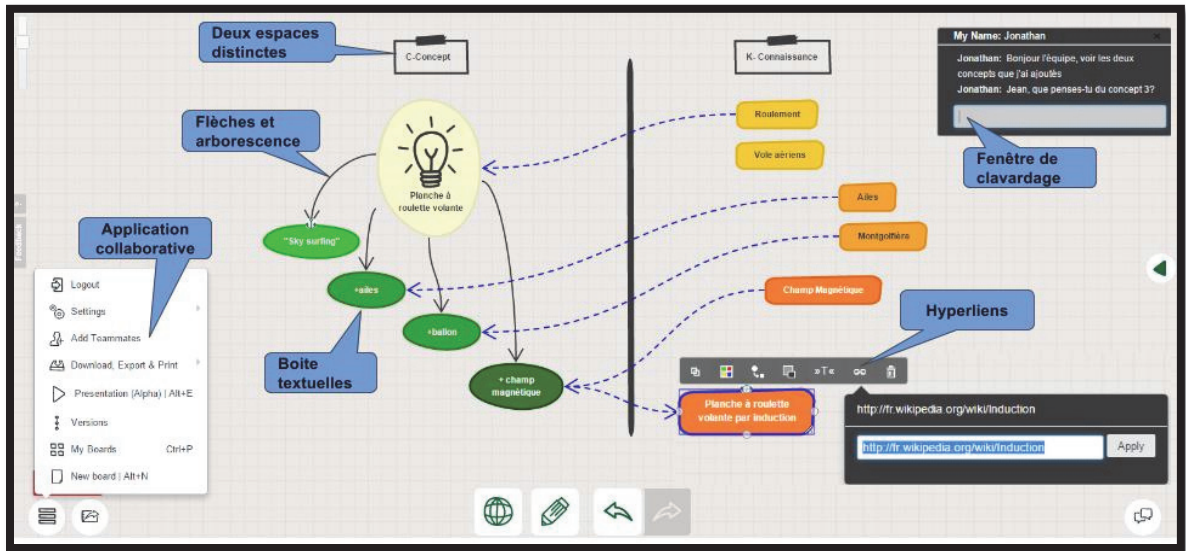 Deux espaces
distinctes
C-Concept
K- Connaissance
My Name: Jonathan
Jonathan: Bonjour l'équipe, voir les deux
concepts que j'ai ajoutés
Jonathan: Jean, que penses-tu du concept 3?
Fenêtre de
clavardage
Flèches et
arborescence
Planche à
roulette volante
Roulement
Vole aériens
Ailes
Montgolfière
Champ Magnétique
"Sky surfing"
+ailes
+ballon
+ champ
magnétique
Boite
textuelles
Application
collaborative
Feedback
Logout
Settings
Add Teammates
Download, Export & Print
Presentation (Alpha) | Alt+E
Versions
My Boards Ctrl+P
New board | Alt+N
Hyperliens
»T«
Planche à roulette
volante par induction
http://fr.wikipedia.org/wiki/Induction
http://fr.wikipedia.org/wiki/Induction
Apply